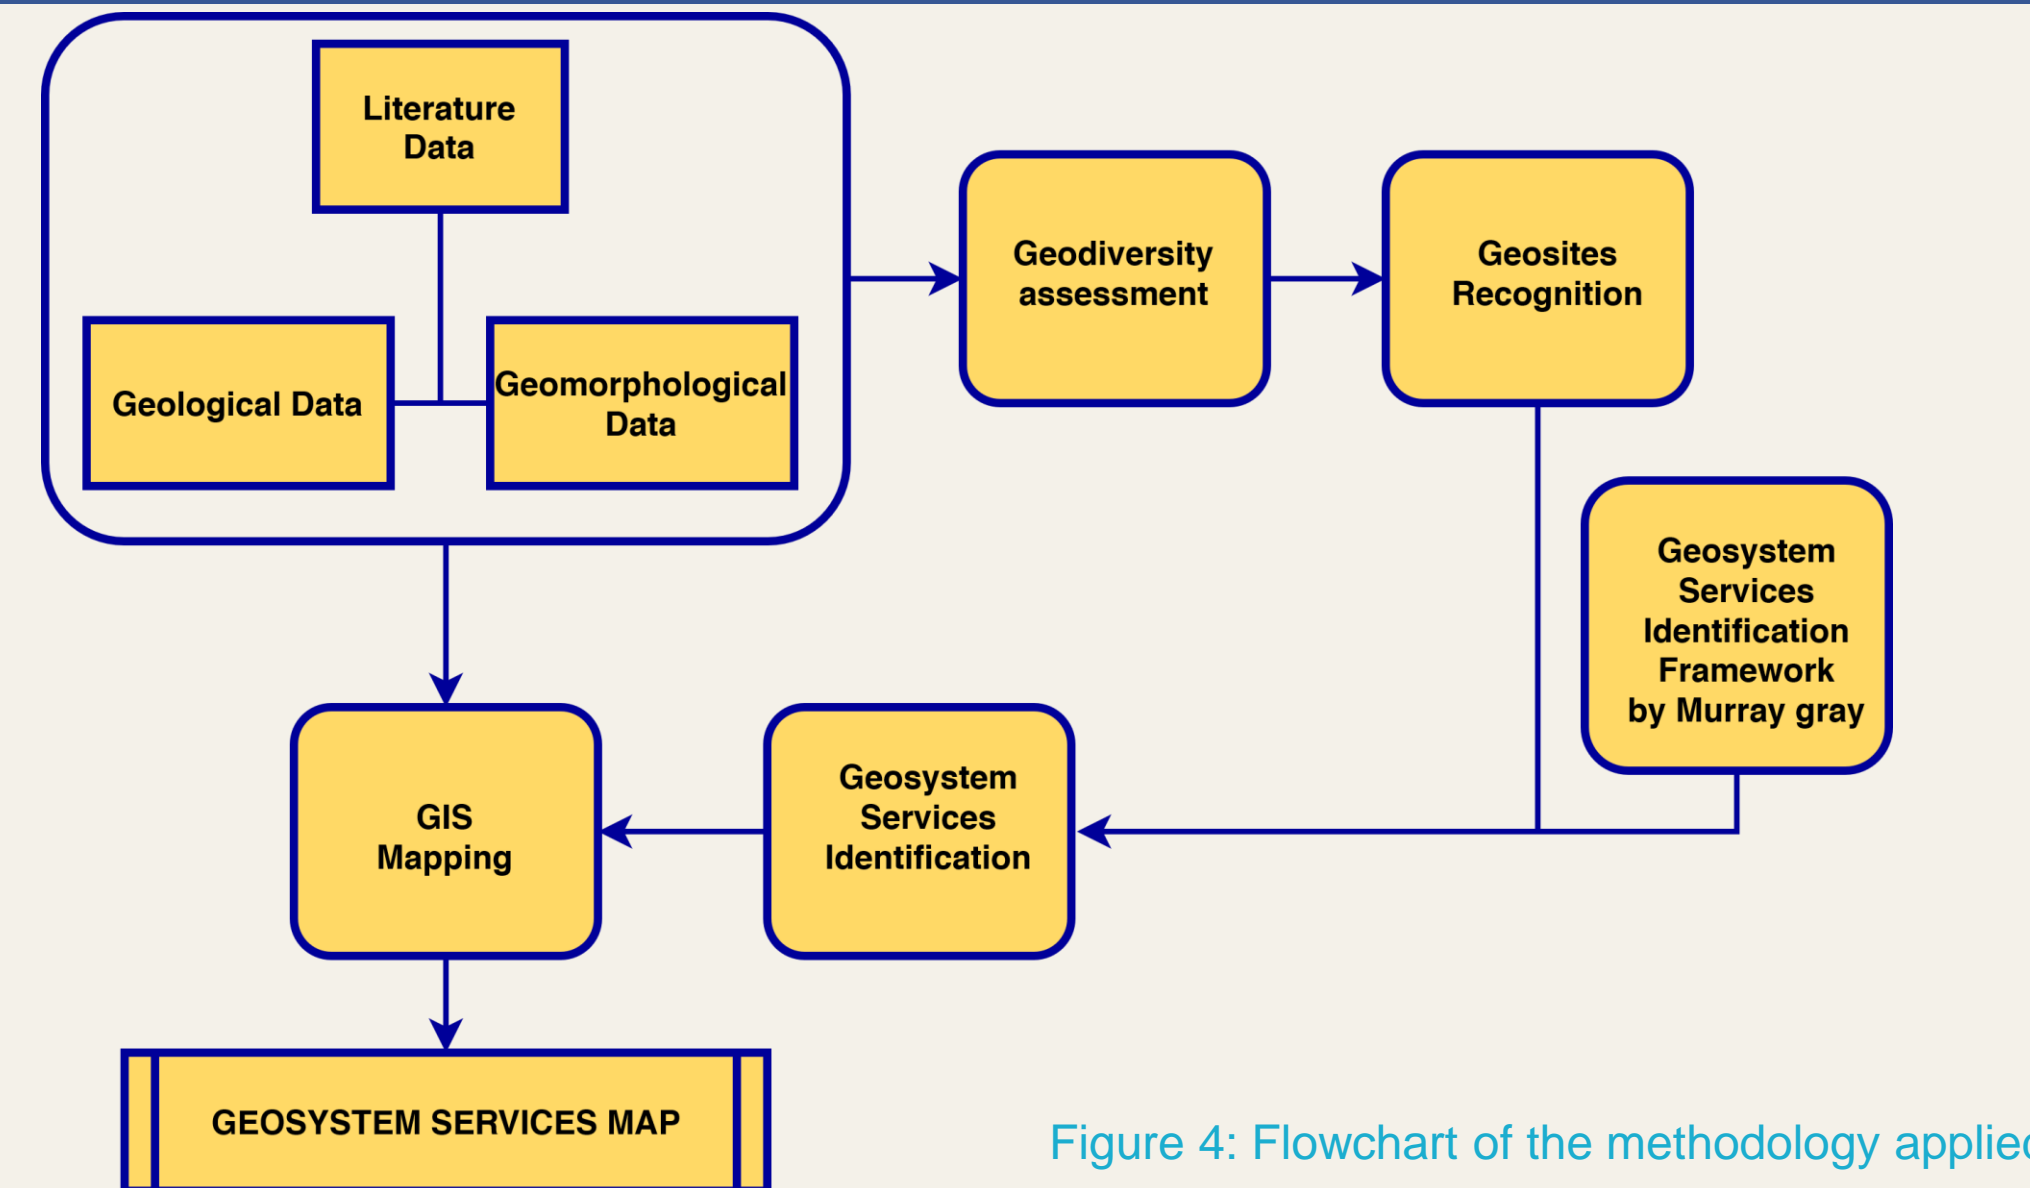 Literature
Data
Geological Data
Geomorphological
Data
Geodiversity
assessment
Geosites
Recognition
Geosystem
Services
Identification
Framework
by Murray gray
Geosystem
Services
Identification
GIS
Mapping
GEOSYSTEM SERVICES MAP
Figure 4: Flowchart of the methodology